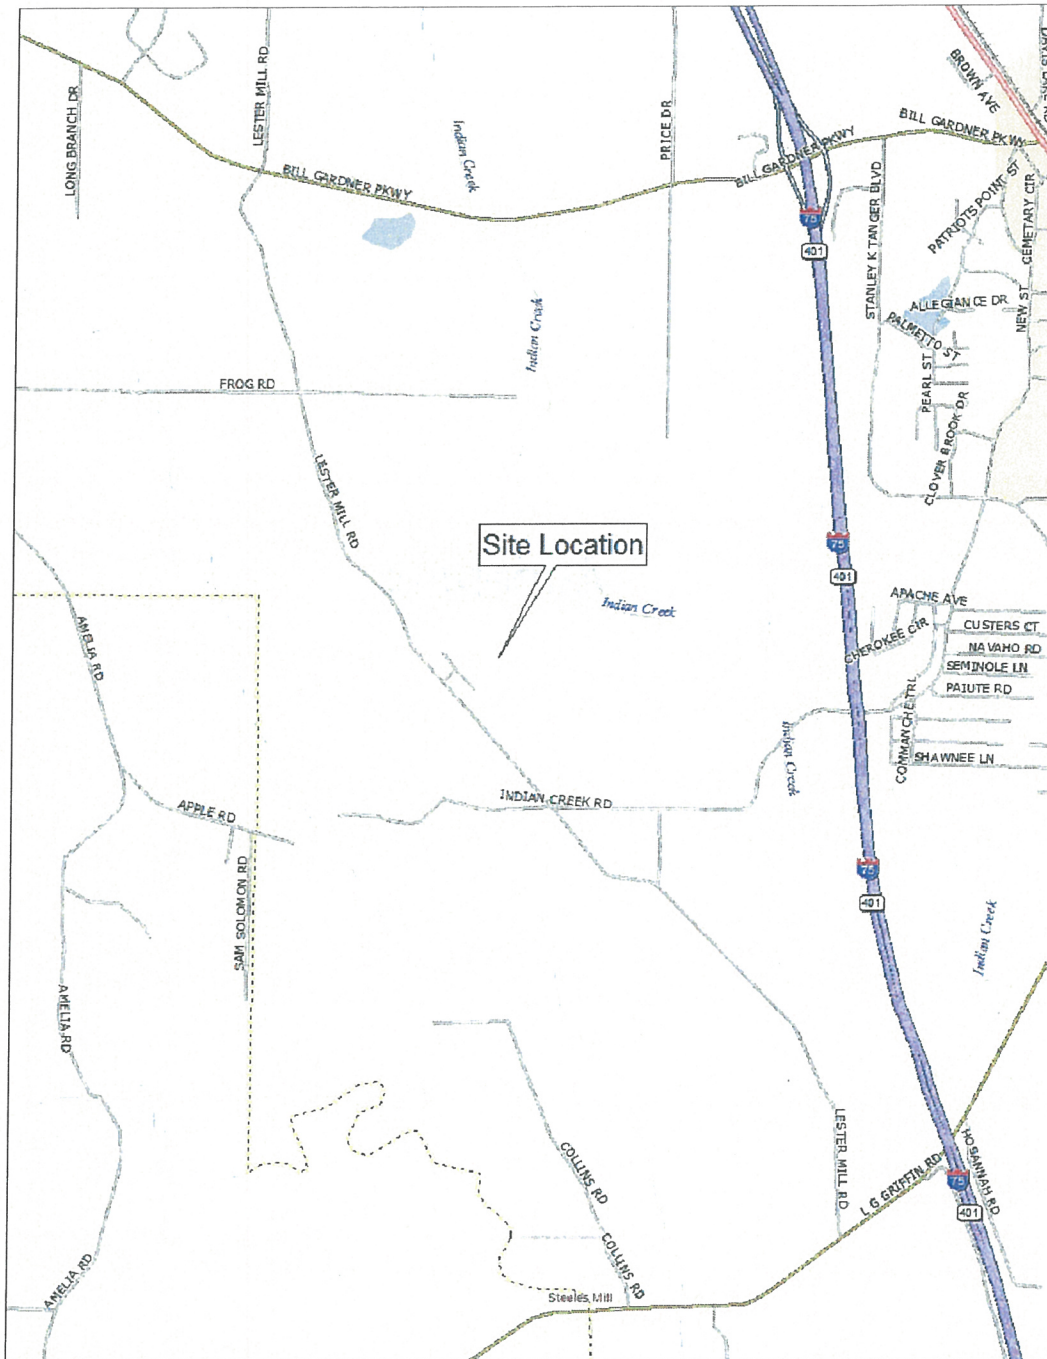 LONG BRANCH DR
LESTER MILL RD
Indian Creek
PRICE DR
BROWN AVE
BILL GARDNER PKWY
BILL GARDNER PKWY
BILL GARDNER PKWY
STANLEY K TANGER BLVD
PATRIOTS POINT ST
CEMETARY CIR
75
401
ALLEGIANCE DR
NEW ST
PALMETTO ST
PEARL ST
CLOVER BROOK DR
Indian Creek
FROG RD
LESTER MILL RD
Site Location
75
401
Indian Creek
APACHE AVE
CUSTERS CT
CHEROKEE CIR
NAVAHO RD
SEMINOLE LN
PAIUTE RD
COMMANCHE TRL
SHAWNEE LN
AMELIA RD
Indian Creek
INDIAN CREEK RD
APPLE RD
SAM SOLOMON RD
75
401
Indian Creek
AMELIA RD
COLLINS RD
COLLINS RD
LESTER MILL RD
L G GRIFFIN RD
HOSANNAH RD
75
401
AMELIA RD
Steeles Mill